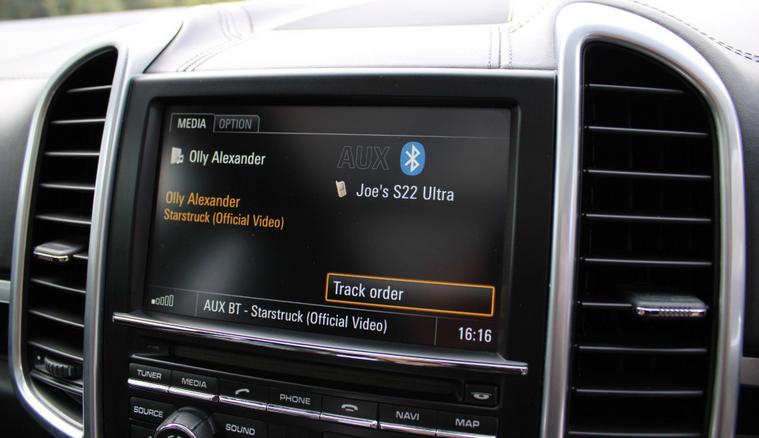 MEDIA OPTION
Olly Alexander
AUX
Joe's S22 Ultra
Olly Alexander
Starstruck (Official Video)
Track order
AUX BT - Starstruck (Official Video)
16:16
TUNER
MEDIA
PHONE
NAVI
MAP
SOURCE
SOUND